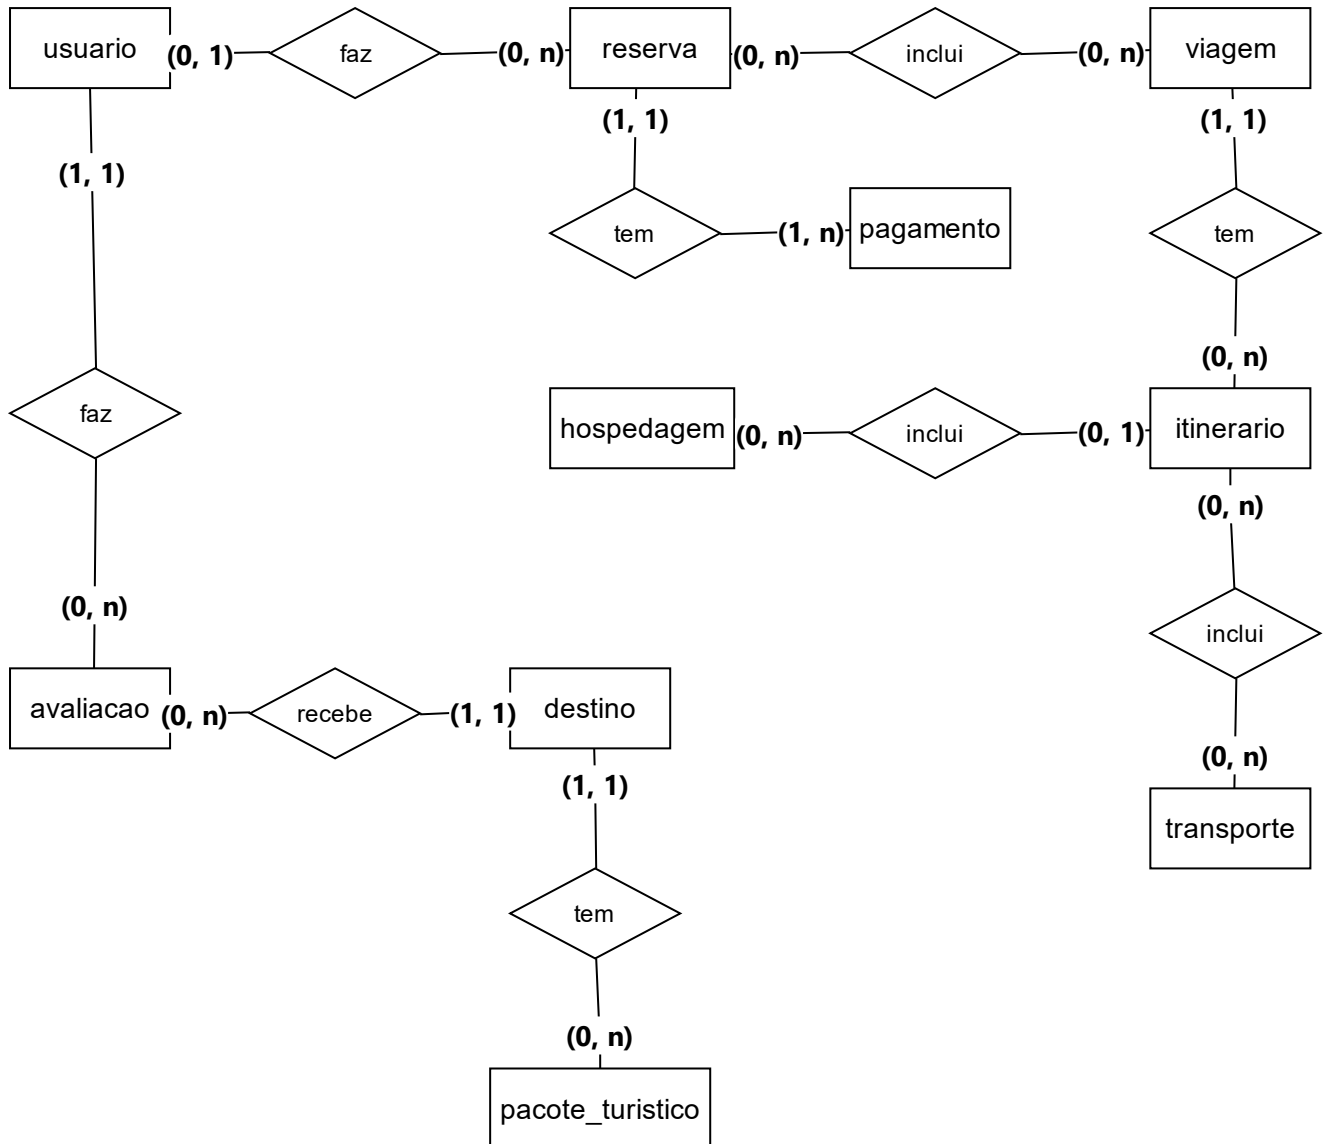 usuario (0, 1) faz (0, n) reserva (0, n) inclui (0, n) viagem
(1, 1) (1, 1)
(1, 1)
tem (1, n) pagamento tem
(0, n)
faz hospedagem (0, n) inclui (0, 1) itinerario
(0, n)
(0, n)
inclui
avaliacao (0, n) recebe (1, 1) destino
(0, n)
(1, 1)
transporte
tem
(0, n)
pacote_turistico